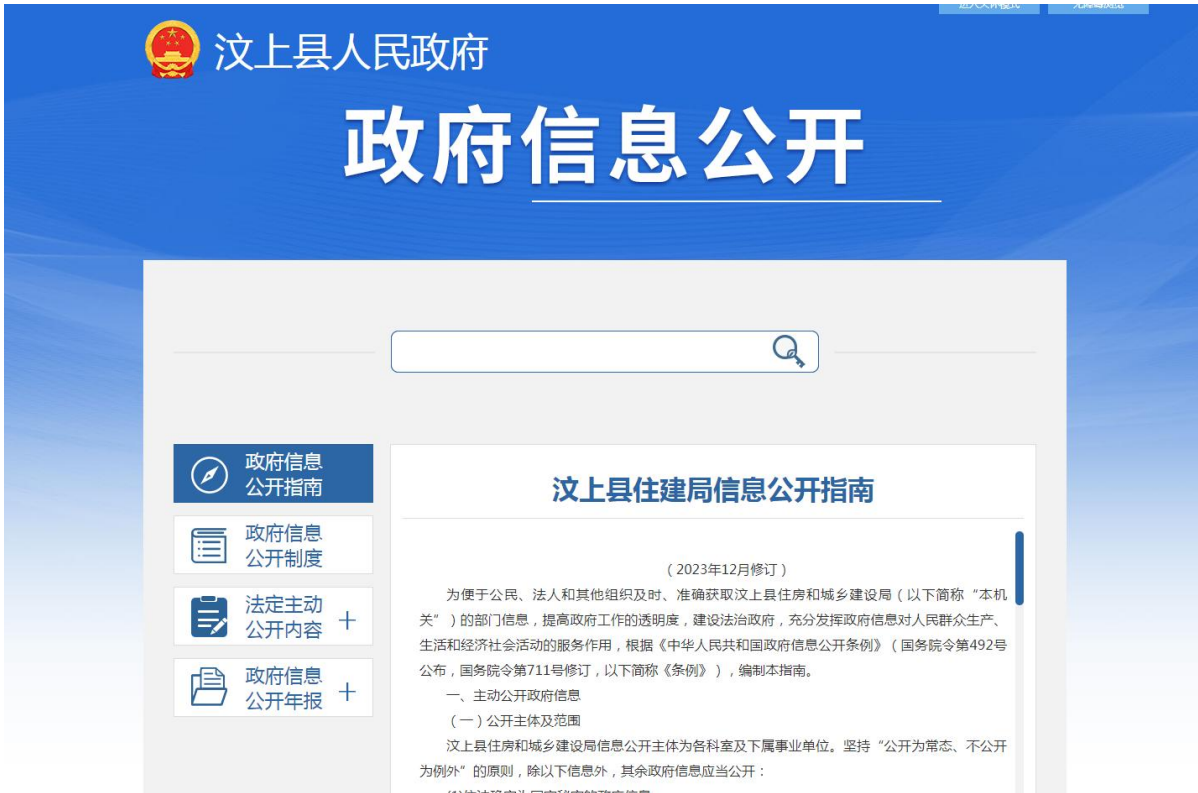 汶上县人民政府
政府信息公开
政府信息
公开指南
政府信息
公开制度
法定主动
公开内容
政府信息
公开年报
汶上县住建局信息公开指南
（2023年12月修订）
为便于公民、法人和其他组织及时、准确获取汶上县住房和城乡建设局（以下简称“本机
关”）的部门信息，提高政府工作的透明度，建设法治政府，充分发挥政府信息对人民群众生产、
生活和经济社会活动的服务作用，根据《中华人民共和国政府信息公开条例》（国务院令第492号
公布，国务院令第711号修订，以下简称《条例》），编制本指南。
一、主动公开政府信息
（一）公开主体及范围
汶上县住房和城乡建设局信息公开主体为各科室及下属事业单位。坚持“公开为常态、不公开
为例外”的原则，除以下信息外，其余政府信息应当公开：